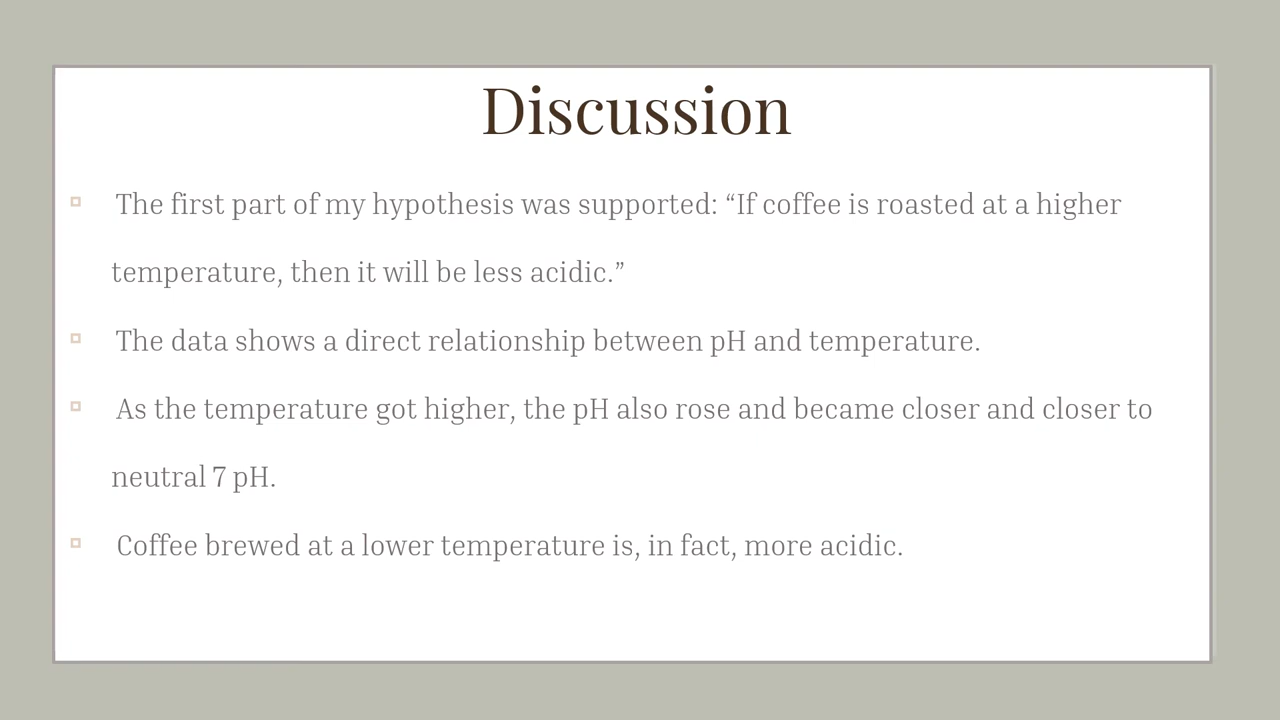 Discussion
The first part of my hypothesis was supported: “If coffee is roasted at a higher
temperature, then it will be less acidic.”
The data shows a direct relationship between pH and temperature.
As the temperature got higher, the pH also rose and became closer and closer to
neutral 7 pH.
Coffee brewed at a lower temperature is, in fact, more acidic.